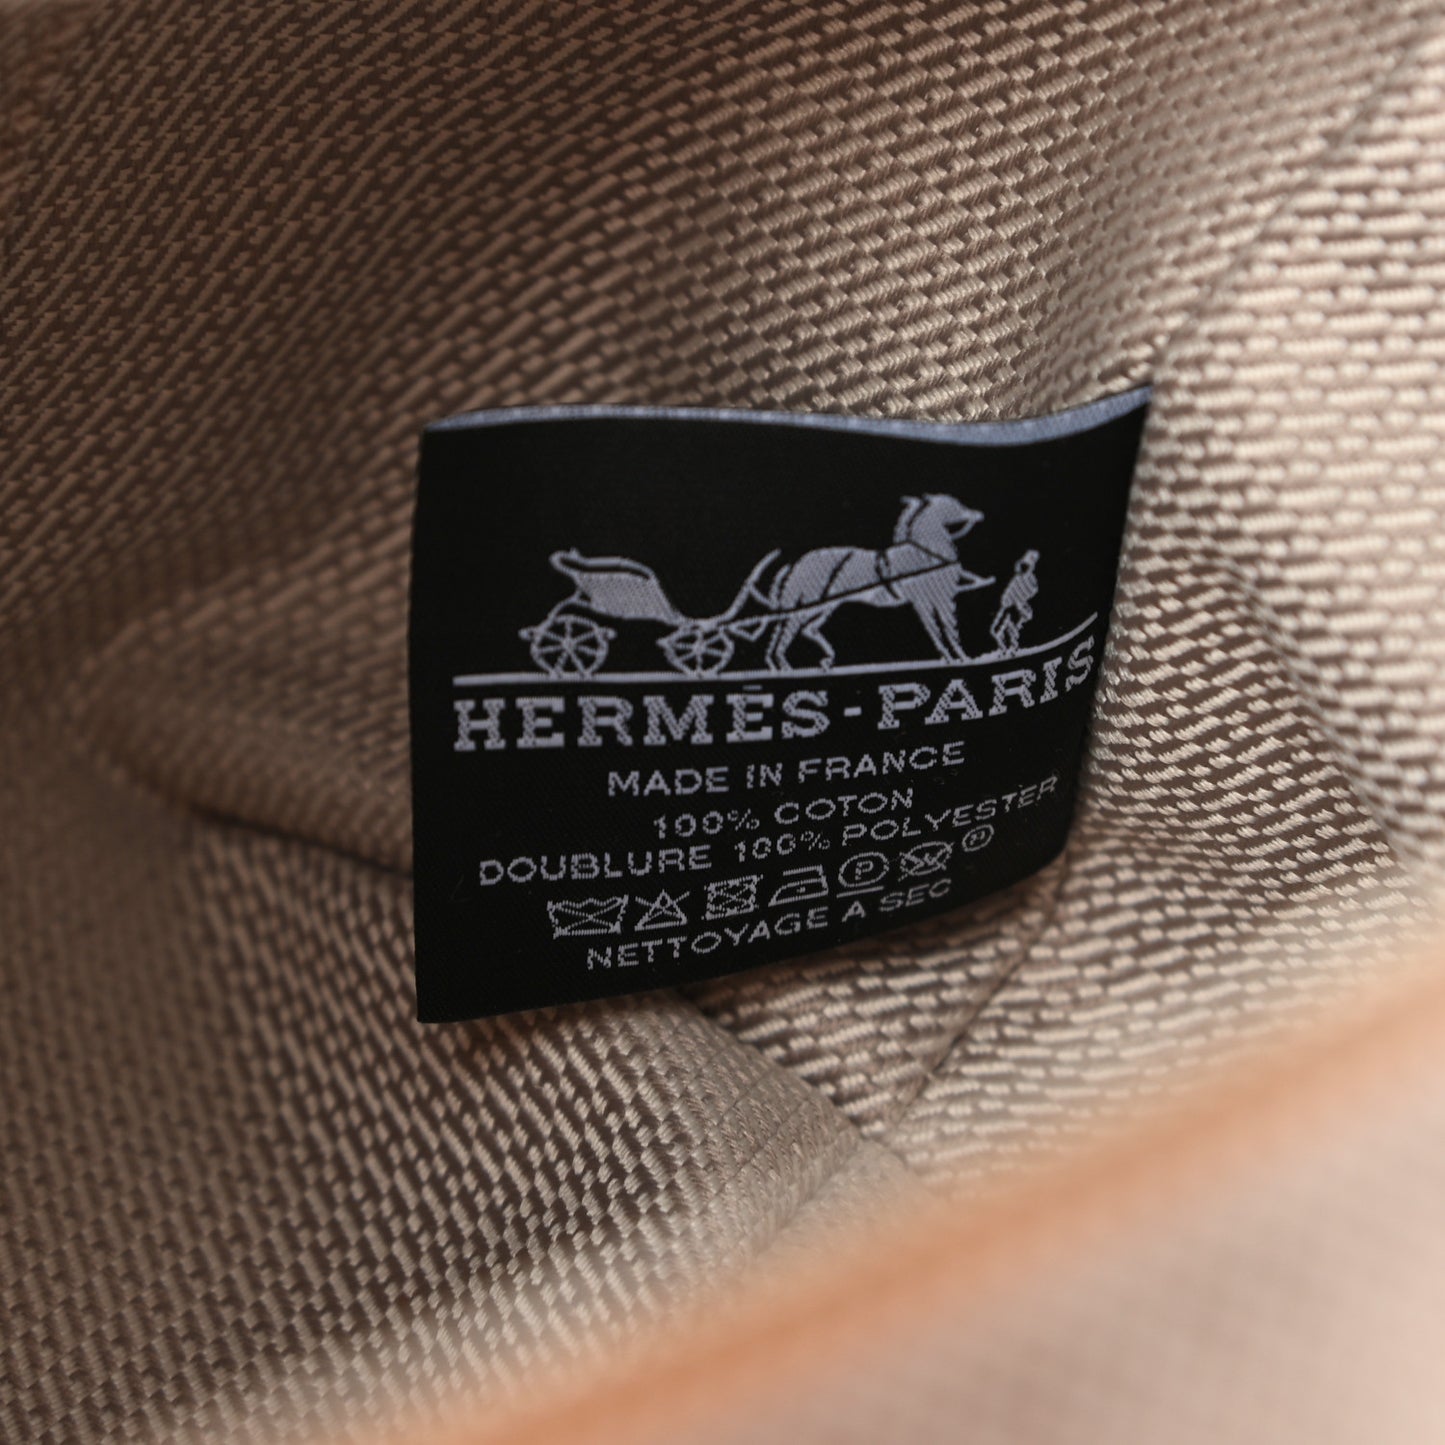 HERMÈS-PARIS
MADE IN FRANCE
100% COTON
DOUBLURE 100% POLYESTER
P
NETTOYAGE A SEC